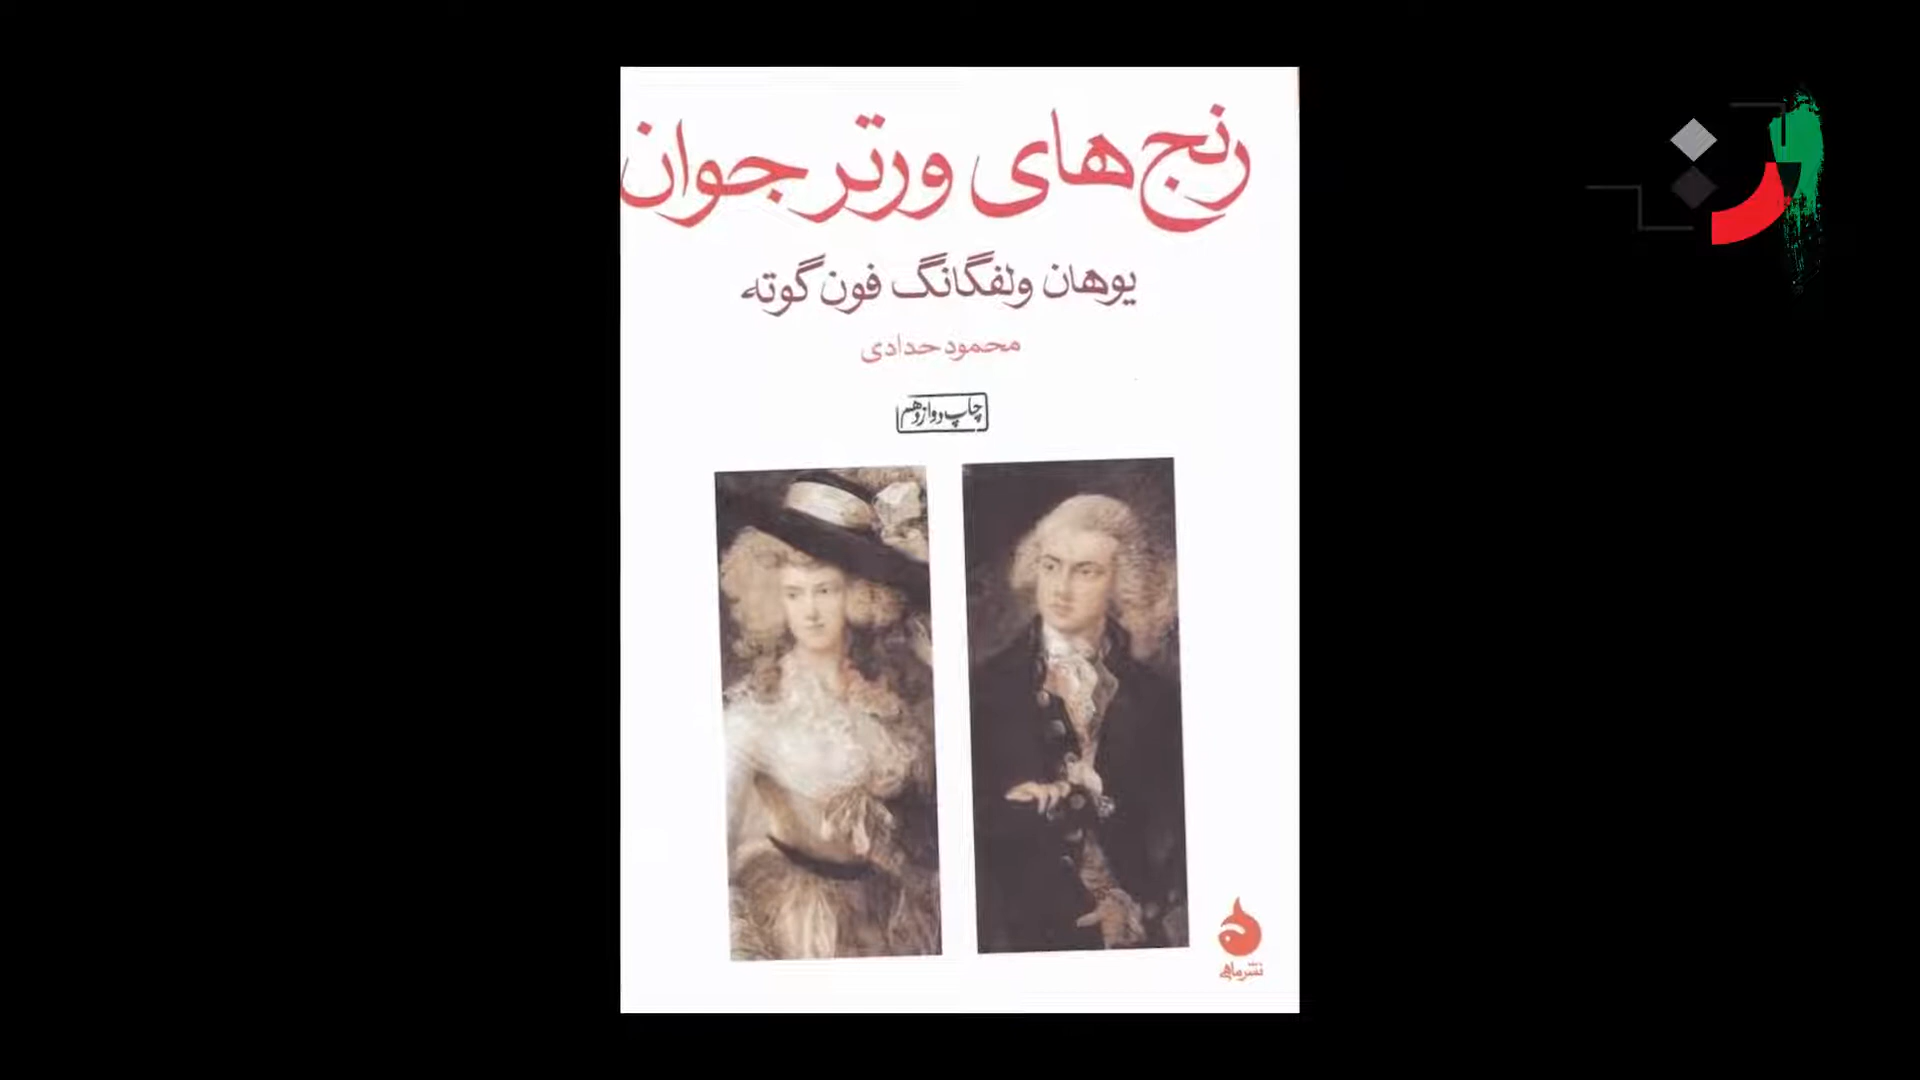 رنج‌های ورتر جوان
یوهان ولفگانگ فون گوته
محمود حدادی
چاپ دوازدهم
نشر ماهی